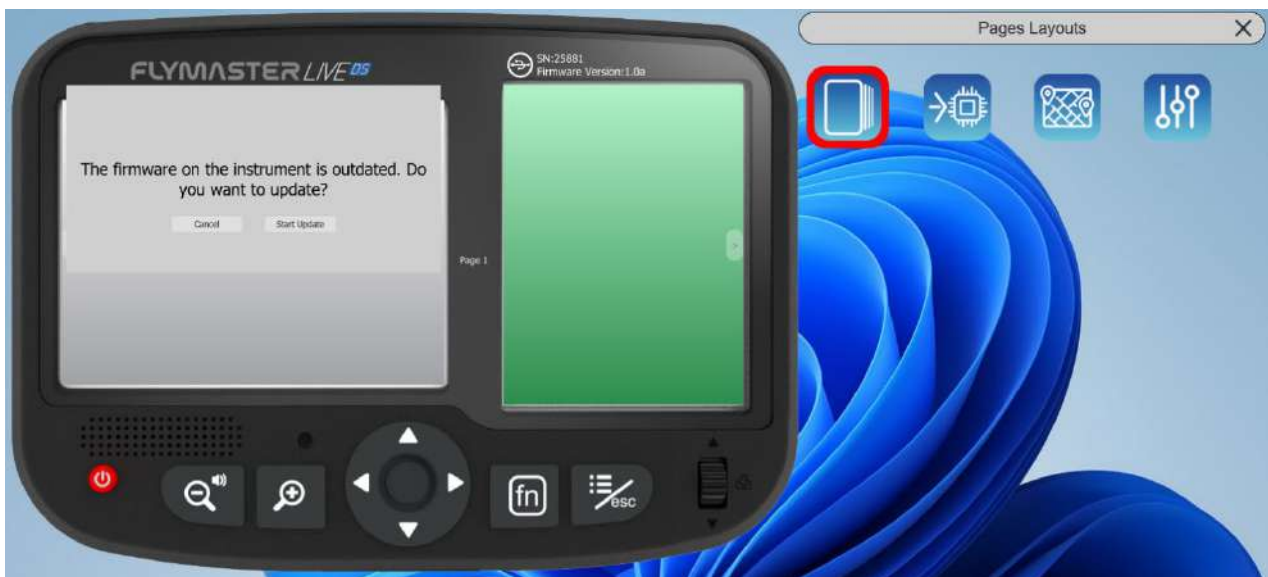 Pages Layouts
X
FLYMASTER LIVE DS
SN:25881
Firmware Version:1.0a
The firmware on the instrument is outdated. Do
you want to update?
Cancel
Start Update
Page 1
>
fn
esc